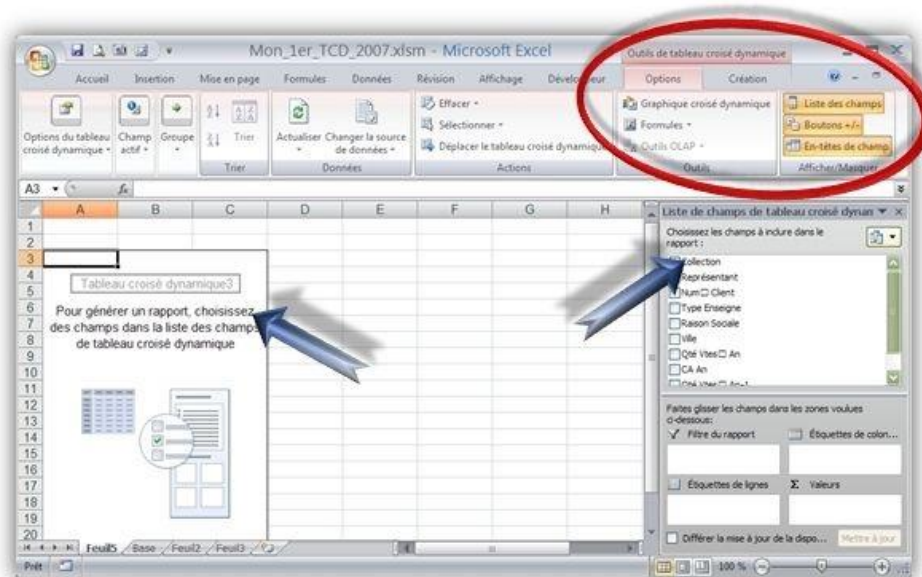 Mon_1er_TCD_2007.xlsm - Microsoft Excel
Outils de tableau croisé dynamique
Accueil Insertion Mise en page Formules Données Révision Affichage Développeur Options Création
Options du tableau croisé dynamique
Champ actif
Groupe
Trier
Trier
Actualiser
Changer la source de données
Données
Effacer
Sélectionner
Déplacer le tableau croisé dynamique
Actions
Graphique croisé dynamique
Formules
Outils OLAP
Outils
Liste des champs
Boutons +/-
En-têtes de champ
Afficher/Masquer
A3 fx
A B C D E F G H
1
2
3
4
5
6
7
8
9
10
11
12
13
14
15
16
17
18
19
20
Tableau croisé dynamique3
Pour générer un rapport, choisissez
des champs dans la liste des champs
de tableau croisé dynamique
Liste de champs de tableau croisé dynam
Choisissez les champs à inclure dans le
rapport :
Collection
Représentant
Num Client
Type Enseigne
Raison Sociale
Ville
Qté Vtes An
CA An
Qté Vtes An-1
Faites glisser les champs dans les zones voulues
ci-dessous:
Filtre du rapport Étiquettes de colon...
Étiquettes de lignes Σ Valeurs
Différer la mise à jour de la dispo... Mettre à jour
Feuil5 Base Feuil2 Feuil3
Prêt 100 %